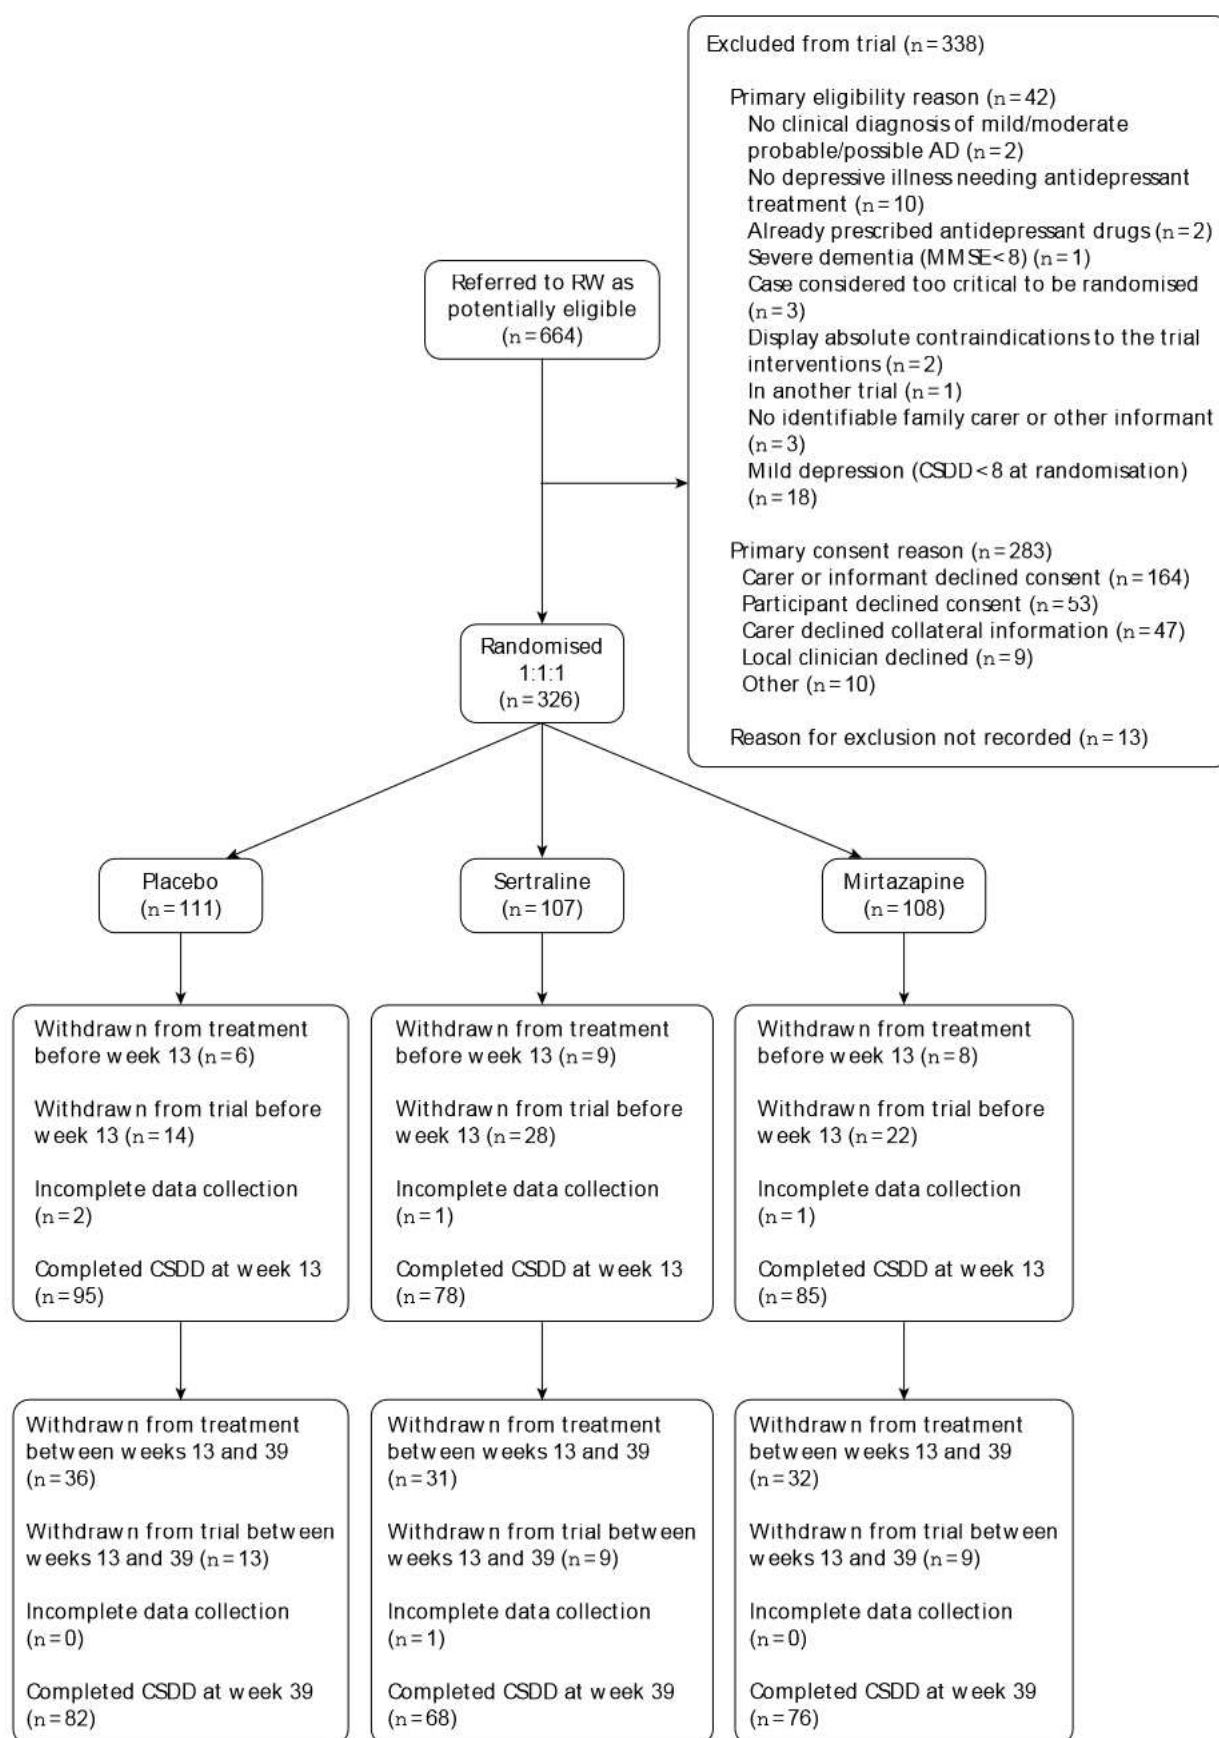 Excluded from trial (n=338)
Primary eligibility reason (n=42)
No clinical diagnosis of mild/moderate
probable/possible AD (n=2)
No depressive illness needing antidepressant
treatment (n=10)
Already prescribed antidepressant drugs (n=2)
Severe dementia (MMSE<8) (n=1)
Case considered too critical to be randomised
(n=3)
Display absolute contraindications to the trial
interventions (n=2)
In another trial (n=1)
No identifiable family carer or other informant
(n=3)
Mild depression (CSDD<8 at randomisation)
(n=18)
Primary consent reason (n=283)
Carer or informant declined consent (n=164)
Participant declined consent (n=53)
Carer declined collateral information (n=47)
Local clinician declined (n=9)
Other (n=10)
Reason for exclusion not recorded (n=13)
Referred to RW as
potentially eligible
(n=664)
Randomised
1:1:1
(n=326)
Placebo
(n=111)
Sertraline
(n=107)
Mirtazapine
(n=108)
Withdrawn from treatment
before week 13 (n=6)
Withdrawn from trial before
week 13 (n=14)
Incomplete data collection
(n=2)
Completed CSDD at week 13
(n=95)
Withdrawn from treatment
before week 13 (n=9)
Withdrawn from trial before
week 13 (n=28)
Incomplete data collection
(n=1)
Completed CSDD at week 13
(n=78)
Withdrawn from treatment
before week 13 (n=8)
Withdrawn from trial before
week 13 (n=22)
Incomplete data collection
(n=1)
Completed CSDD at week 13
(n=85)
Withdrawn from treatment
between weeks 13 and 39
(n=36)
Withdrawn from trial between
weeks 13 and 39 (n=13)
Incomplete data collection
(n=0)
Completed CSDD at week 39
(n=82)
Withdrawn from treatment
between weeks 13 and 39
(n=31)
Withdrawn from trial between
weeks 13 and 39 (n=9)
Incomplete data collection
(n=1)
Completed CSDD at week 39
(n=68)
Withdrawn from treatment
between weeks 13 and 39
(n=32)
Withdrawn from trial between
weeks 13 and 39 (n=9)
Incomplete data collection
(n=0)
Completed CSDD at week 39
(n=76)